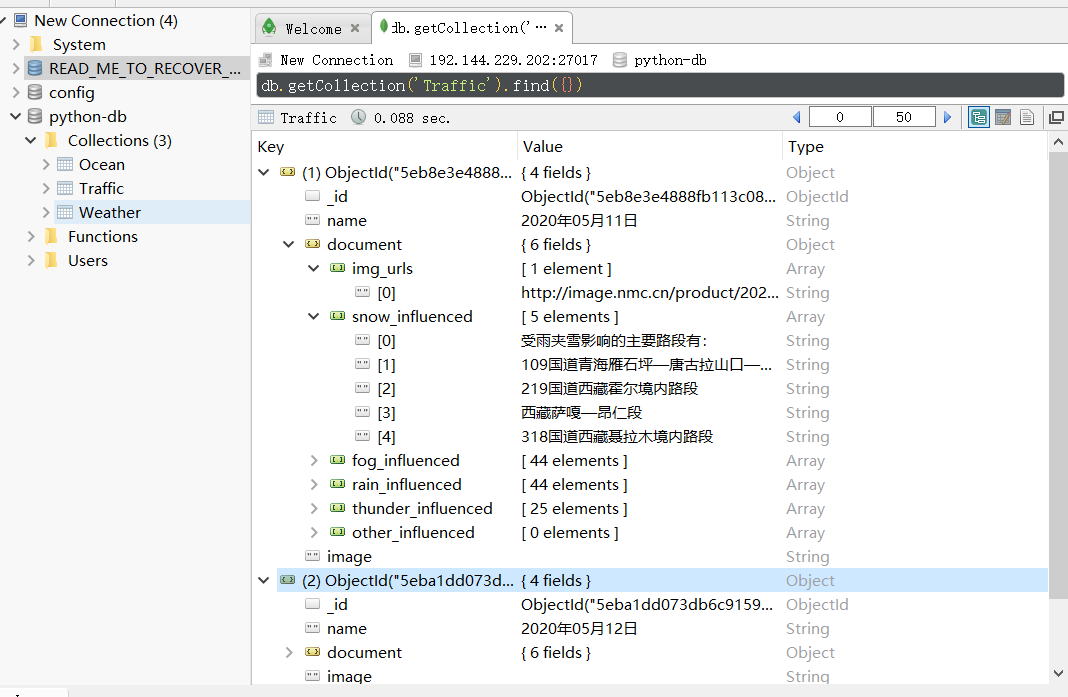 New Connection (4)
System
READ_ME_TO_RECOVER_...
config
python-db
Collections (3)
Ocean
Traffic
Weather
Functions
Users
Welcome
db.getCollection('...
New Connection 192.144.229.202:27017 python-db
db.getCollection('Traffic').find({})
Traffic 0.088 sec. 0 50
Key Value Type
(1) ObjectId("5eb8e3e4888... { 4 fields } Object
_id ObjectId("5eb8e3e4888fb113c08... ObjectId
name 2020年05月11日 String
document { 6 fields } Object
img_urls [ 1 element ] Array
[0] http://image.nmc.cn/product/202... String
snow_influenced [ 5 elements ] Array
[0] 受雨夹雪影响的主要路段有: String
[1] 109国道青海雁石坪—唐古拉山口—... String
[2] 219国道西藏霍尔境内路段 String
[3] 西藏萨嘎—昂仁段 String
[4] 318国道西藏聂拉木境内路段 String
fog_influenced [ 44 elements ] Array
rain_influenced [ 44 elements ] Array
thunder_influenced [ 25 elements ] Array
other_influenced [ 0 elements ] Array
image String
(2) ObjectId("5eba1dd073d... { 4 fields } Object
_id ObjectId("5eba1dd073db6c9159... ObjectId
name 2020年05月12日 String
document { 6 fields } Object
image String